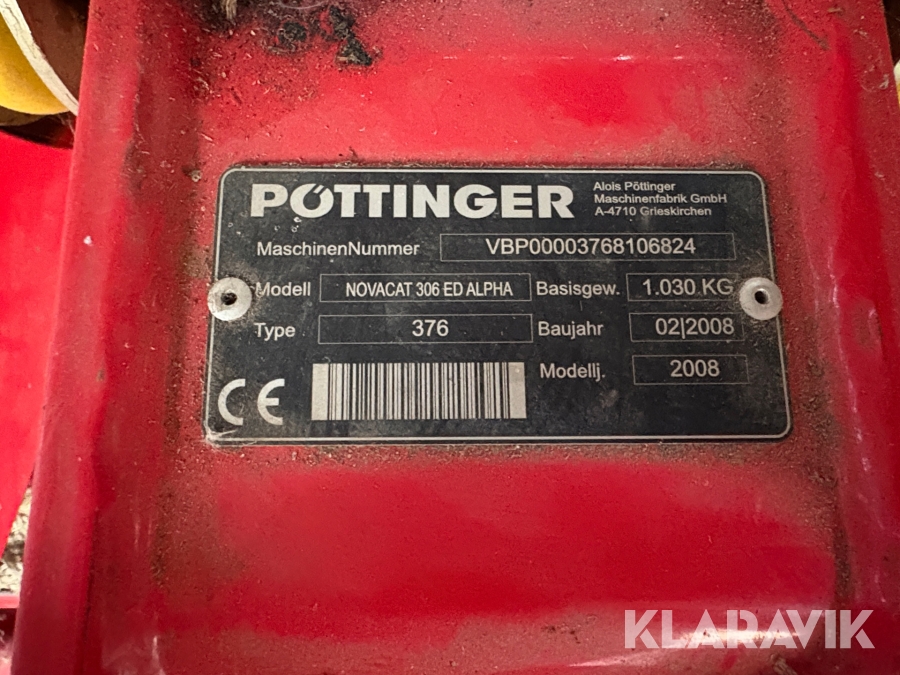 PÖTTINGER
Alois Pöttinger
Maschinenfabrik GmbH
A-4710 Grieskirchen
MaschinenNummer VBP00003768106824
Modell NOVACAT 306 ED ALPHA Basisgew. 1.030 KG
Type 376 Baujahr 02|2008
Modellj. 2008
CE
KLARAVIK